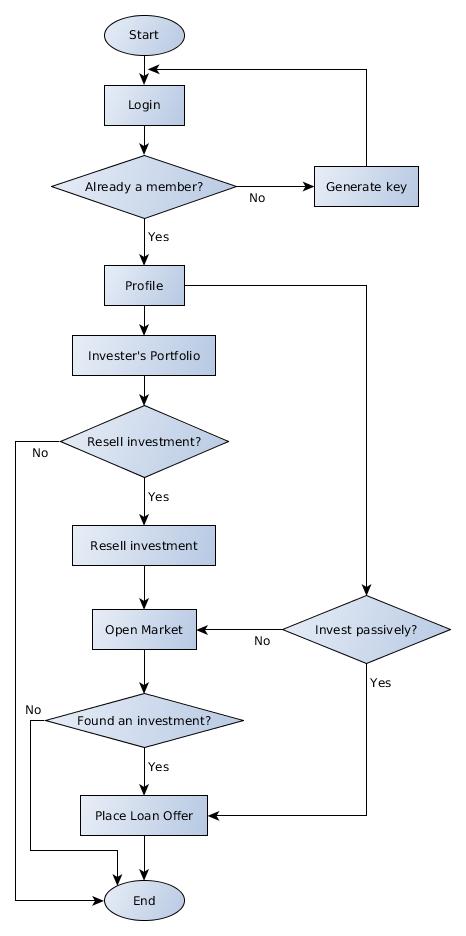 Start
Login
Already a member?
No
Generate key
Yes
Profile
Invester's Portfolio
Resell investment?
No
Yes
Resell investment
Open Market
No
Invest passively?
Yes
No
Found an investment?
Yes
Place Loan Offer
End